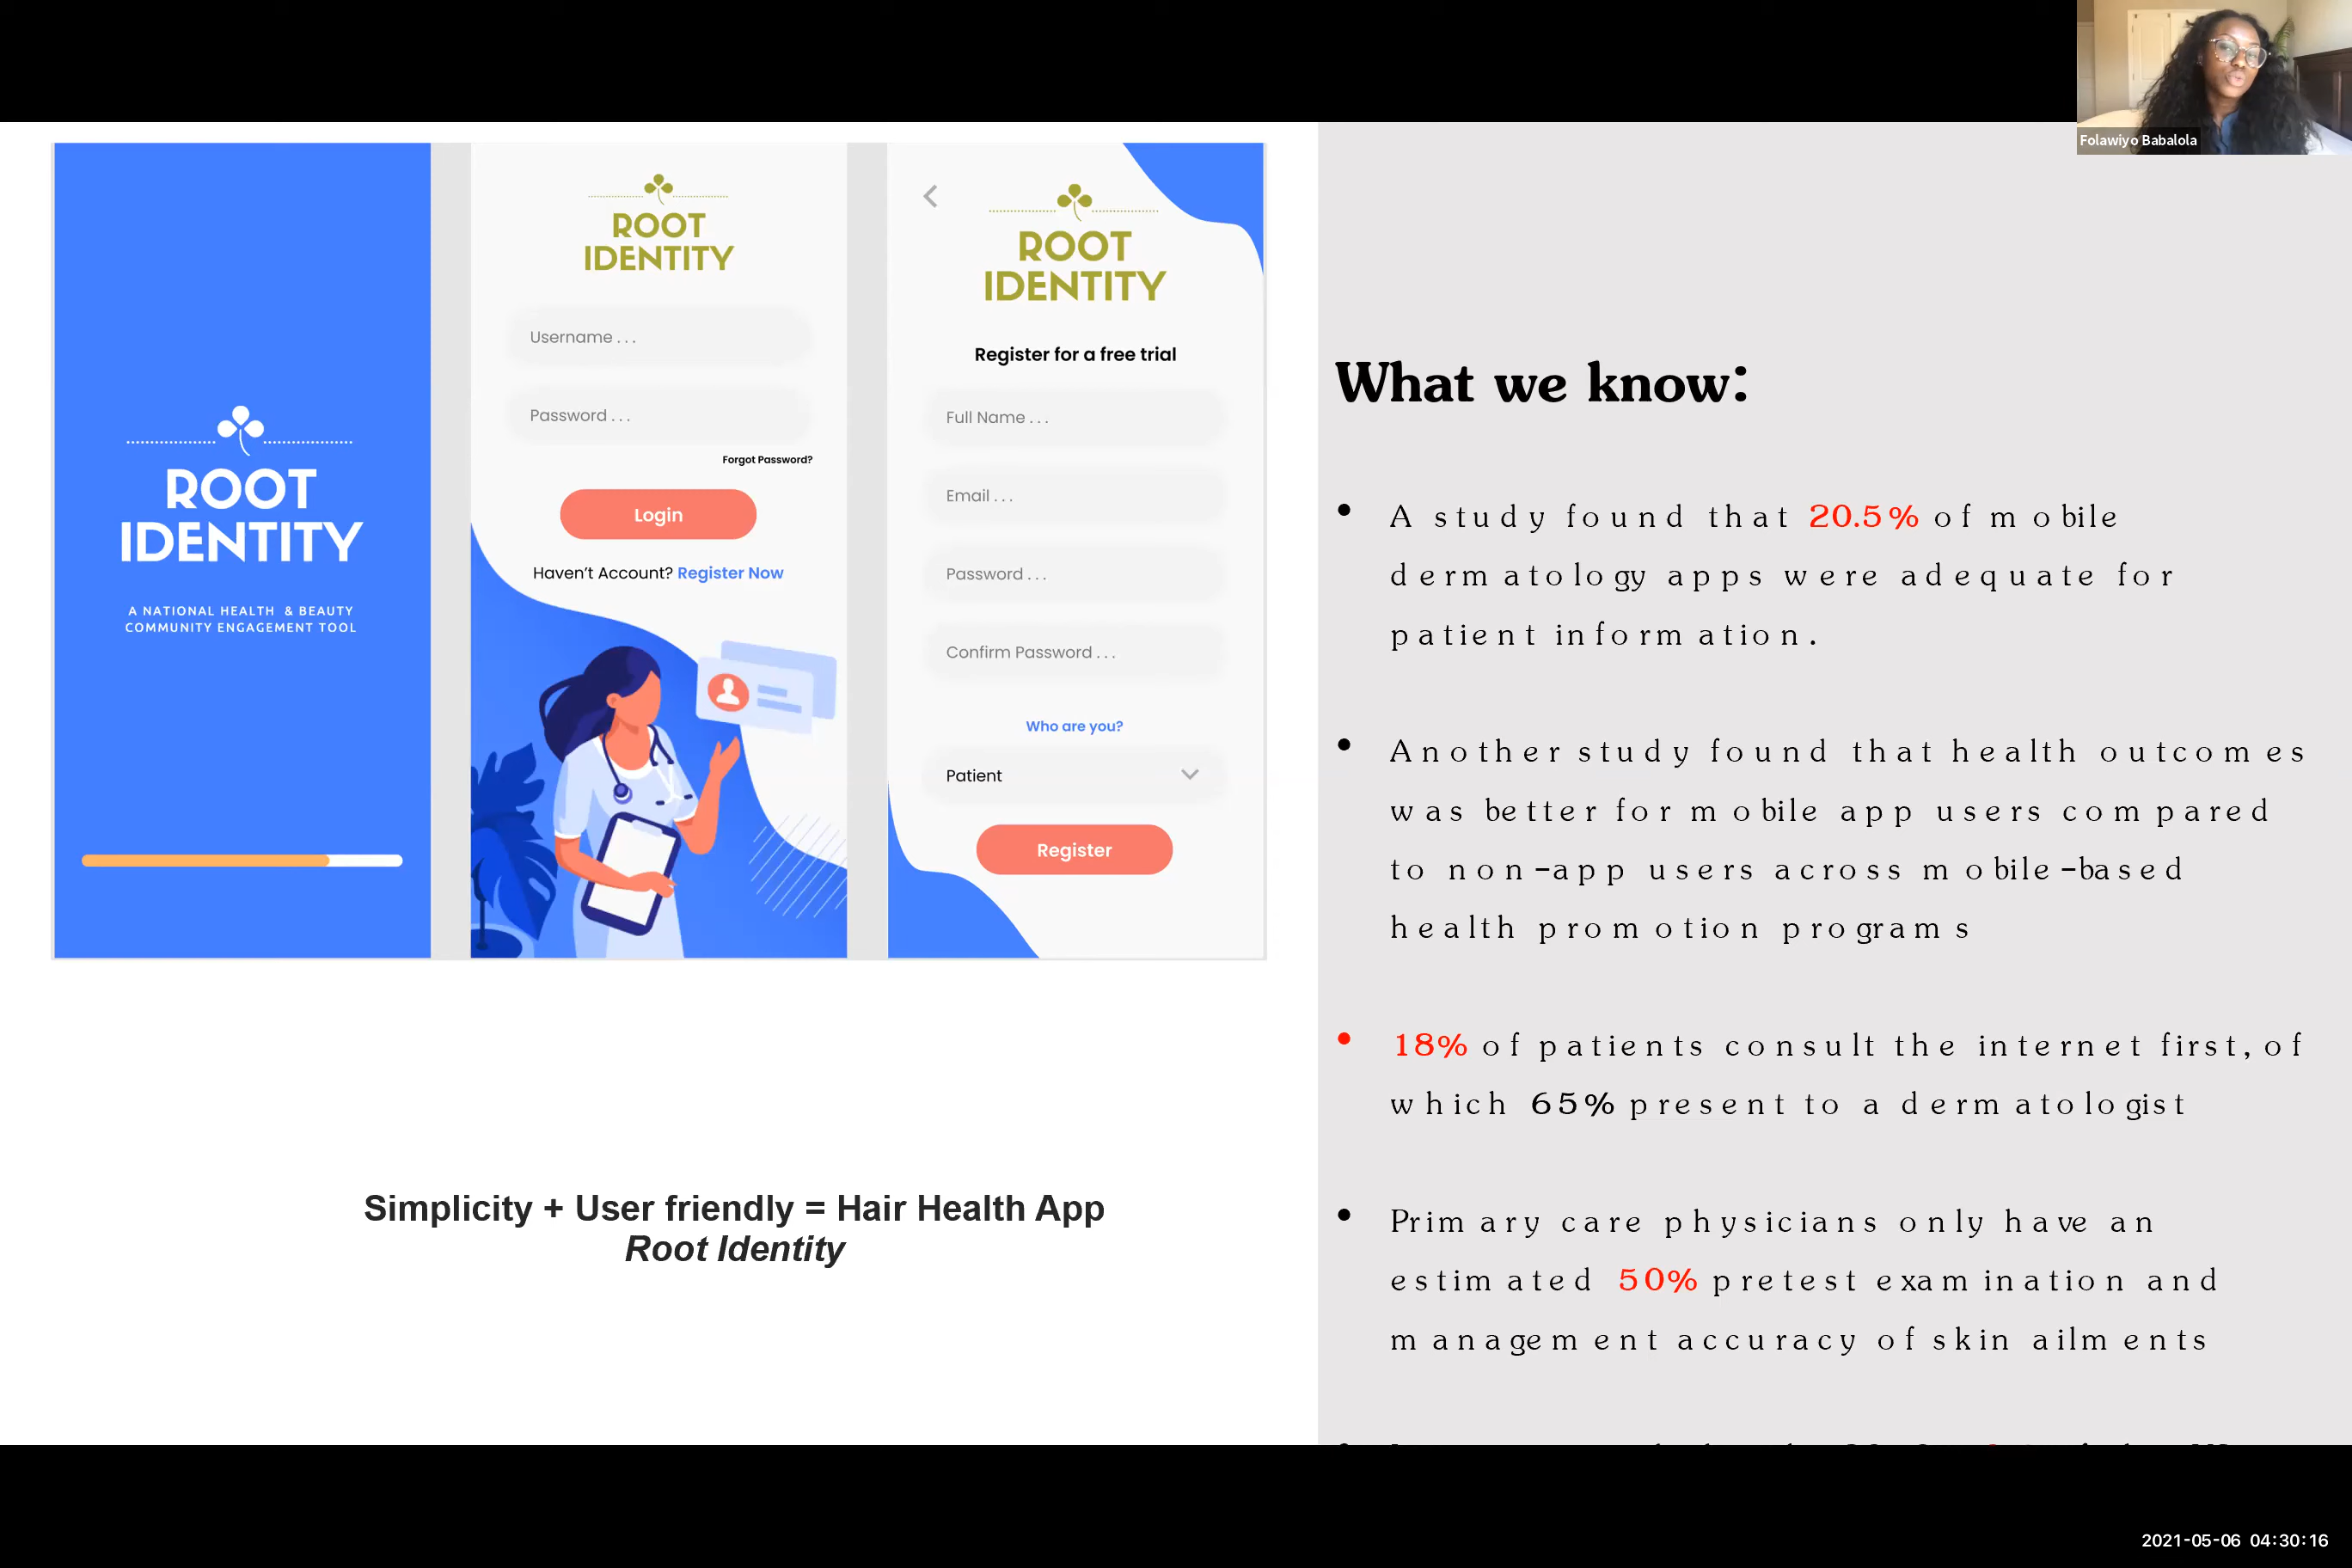 Folawiyo Babalola
ROOT
IDENTITY
A NATIONAL HEALTH & BEAUTY
COMMUNITY ENGAGEMENT TOOL
ROOT
IDENTITY
Username . . .
Password . . .
Forgot Password?
Login
Haven't Account? Register Now
ROOT
IDENTITY
Register for a free trial
Full Name . . .
Email . . .
Password . . .
Confirm Password . . .
Who are you?
Patient
Register
Simplicity + User friendly = Hair Health App
Root Identity
What we know:
• A study found that 20.5% of mobile
dermatology apps were adequate for
patient information.
• Another study found that health outcomes
was better for mobile app users compared
to non-app users across mobile-based
health promotion programs
• 18% of patients consult the internet first, of
which 65% present to a dermatologist
• Primary care physicians only have an
estimated 50% pretest examination and
management accuracy of skin ailments
2021-05-06 04:30:16